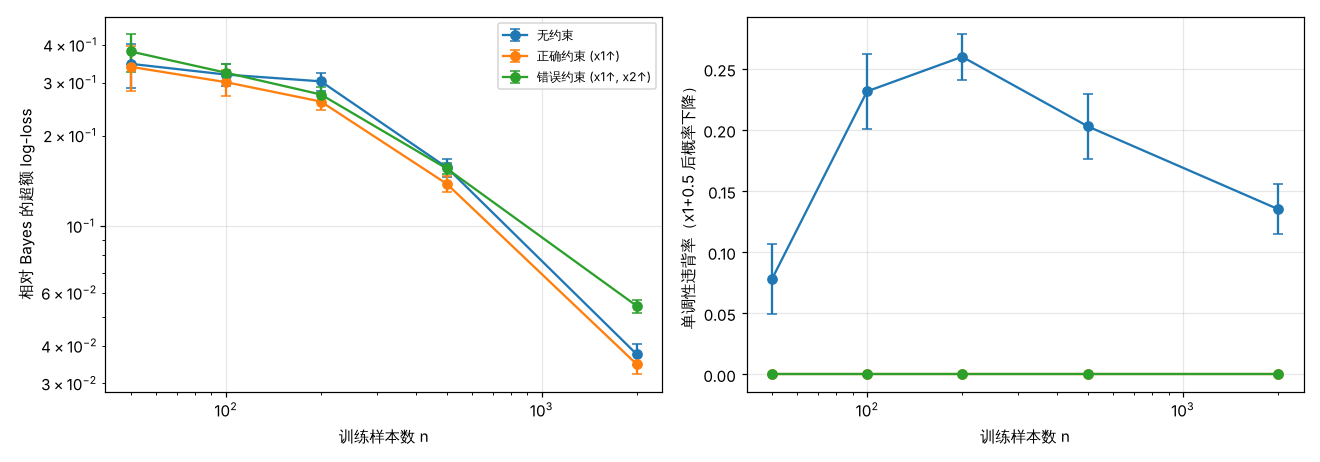 相对 Bayes 的超额 log-loss
4 × 10⁻¹
3 × 10⁻¹
2 × 10⁻¹
10⁻¹
6 × 10⁻²
4 × 10⁻²
3 × 10⁻²
无约束
正确约束 (x1↑)
错误约束 (x1↑, x2↑)
10²
10³
训练样本数 n
单调性违背率（x1+0.5 后概率下降）
0.25
0.20
0.15
0.10
0.05
0.00
10²
10³
训练样本数 n